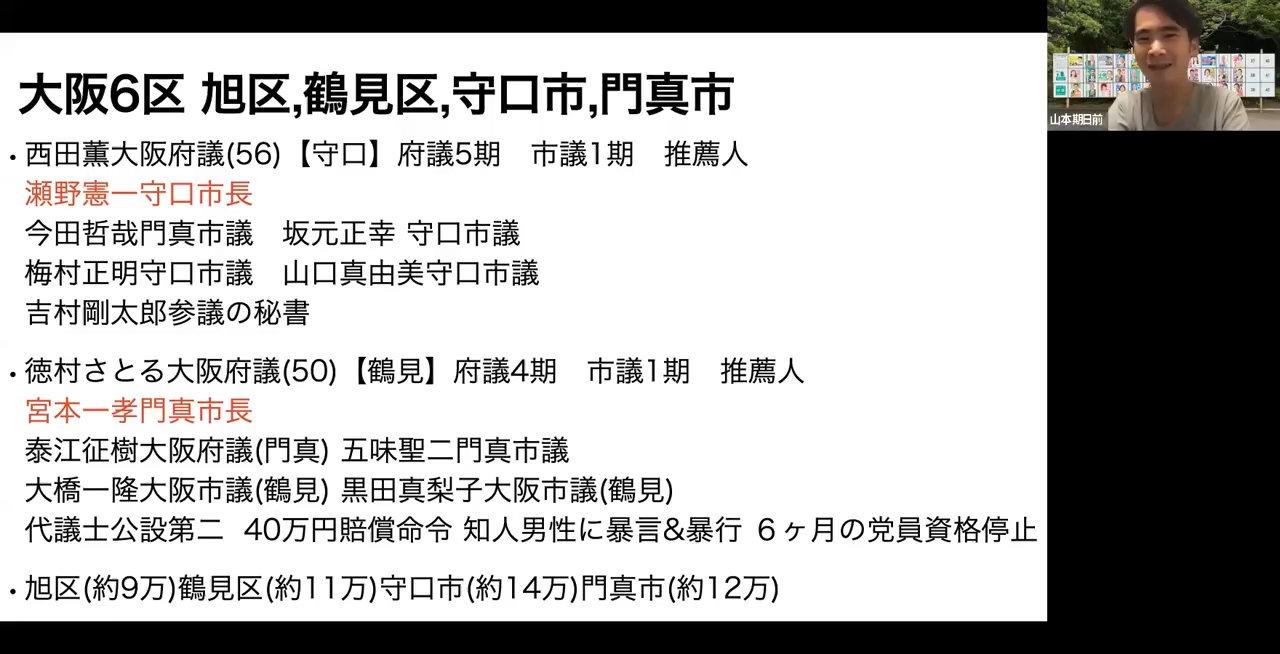 大阪6区 旭区,鶴見区,守口市,門真市
・西田薫大阪府議(56)【守口】府議5期　市議1期　推薦人
瀬野憲一守口市長
今田哲哉門真市議　坂元正幸 守口市議
梅村正明守口市議　山口真由美守口市議
吉村剛太郎参議の秘書
・徳村さとる大阪府議(50)【鶴見】府議4期　市議1期　推薦人
宮本一孝門真市長
泰江征樹大阪府議(門真) 五味聖二門真市議
大橋一隆大阪市議(鶴見) 黒田真梨子大阪市議(鶴見)
代議士公設第二 40万円賠償命令 知人男性に暴言&暴行 6ヶ月の党員資格停止
・旭区(約9万)鶴見区(約11万)守口市(約14万)門真市(約12万)
山本期日前